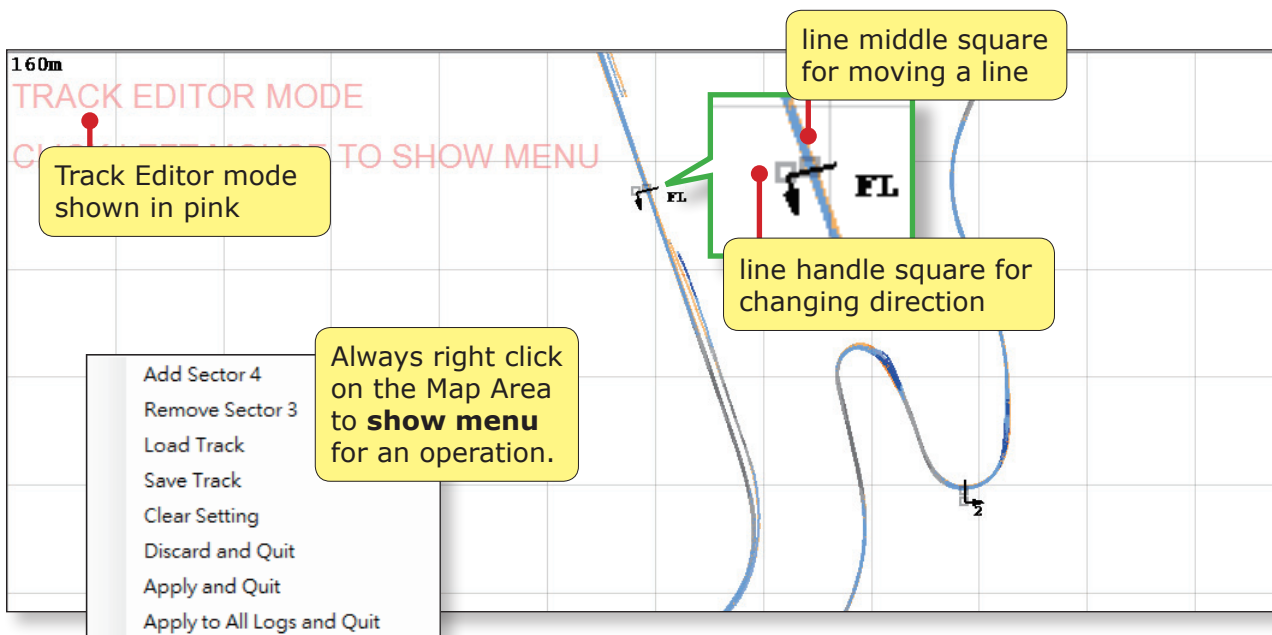 160m
TRACK EDITOR MODE
TO SHOW MENU
Track Editor mode
shown in pink
line middle square
for moving a line
FL
FL
line handle square for
changing direction
Always right click
on the Map Area
to show menu
for an operation.
Add Sector 4
Remove Sector 3
Load Track
Save Track
Clear Setting
Discard and Quit
Apply and Quit
Apply to All Logs and Quit
2